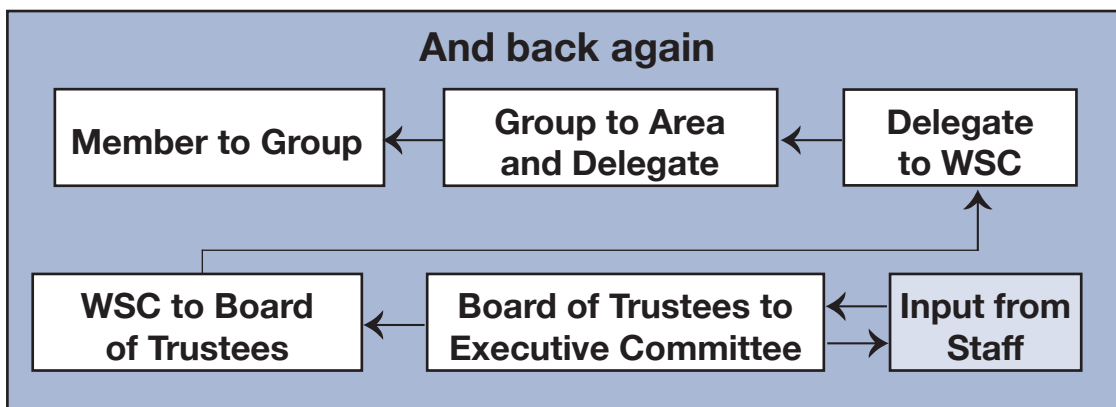 And back again
Member to Group
Group to Area
and Delegate
Delegate
to WSC
WSC to Board
of Trustees
Board of Trustees to
Executive Committee
Input from
Staff